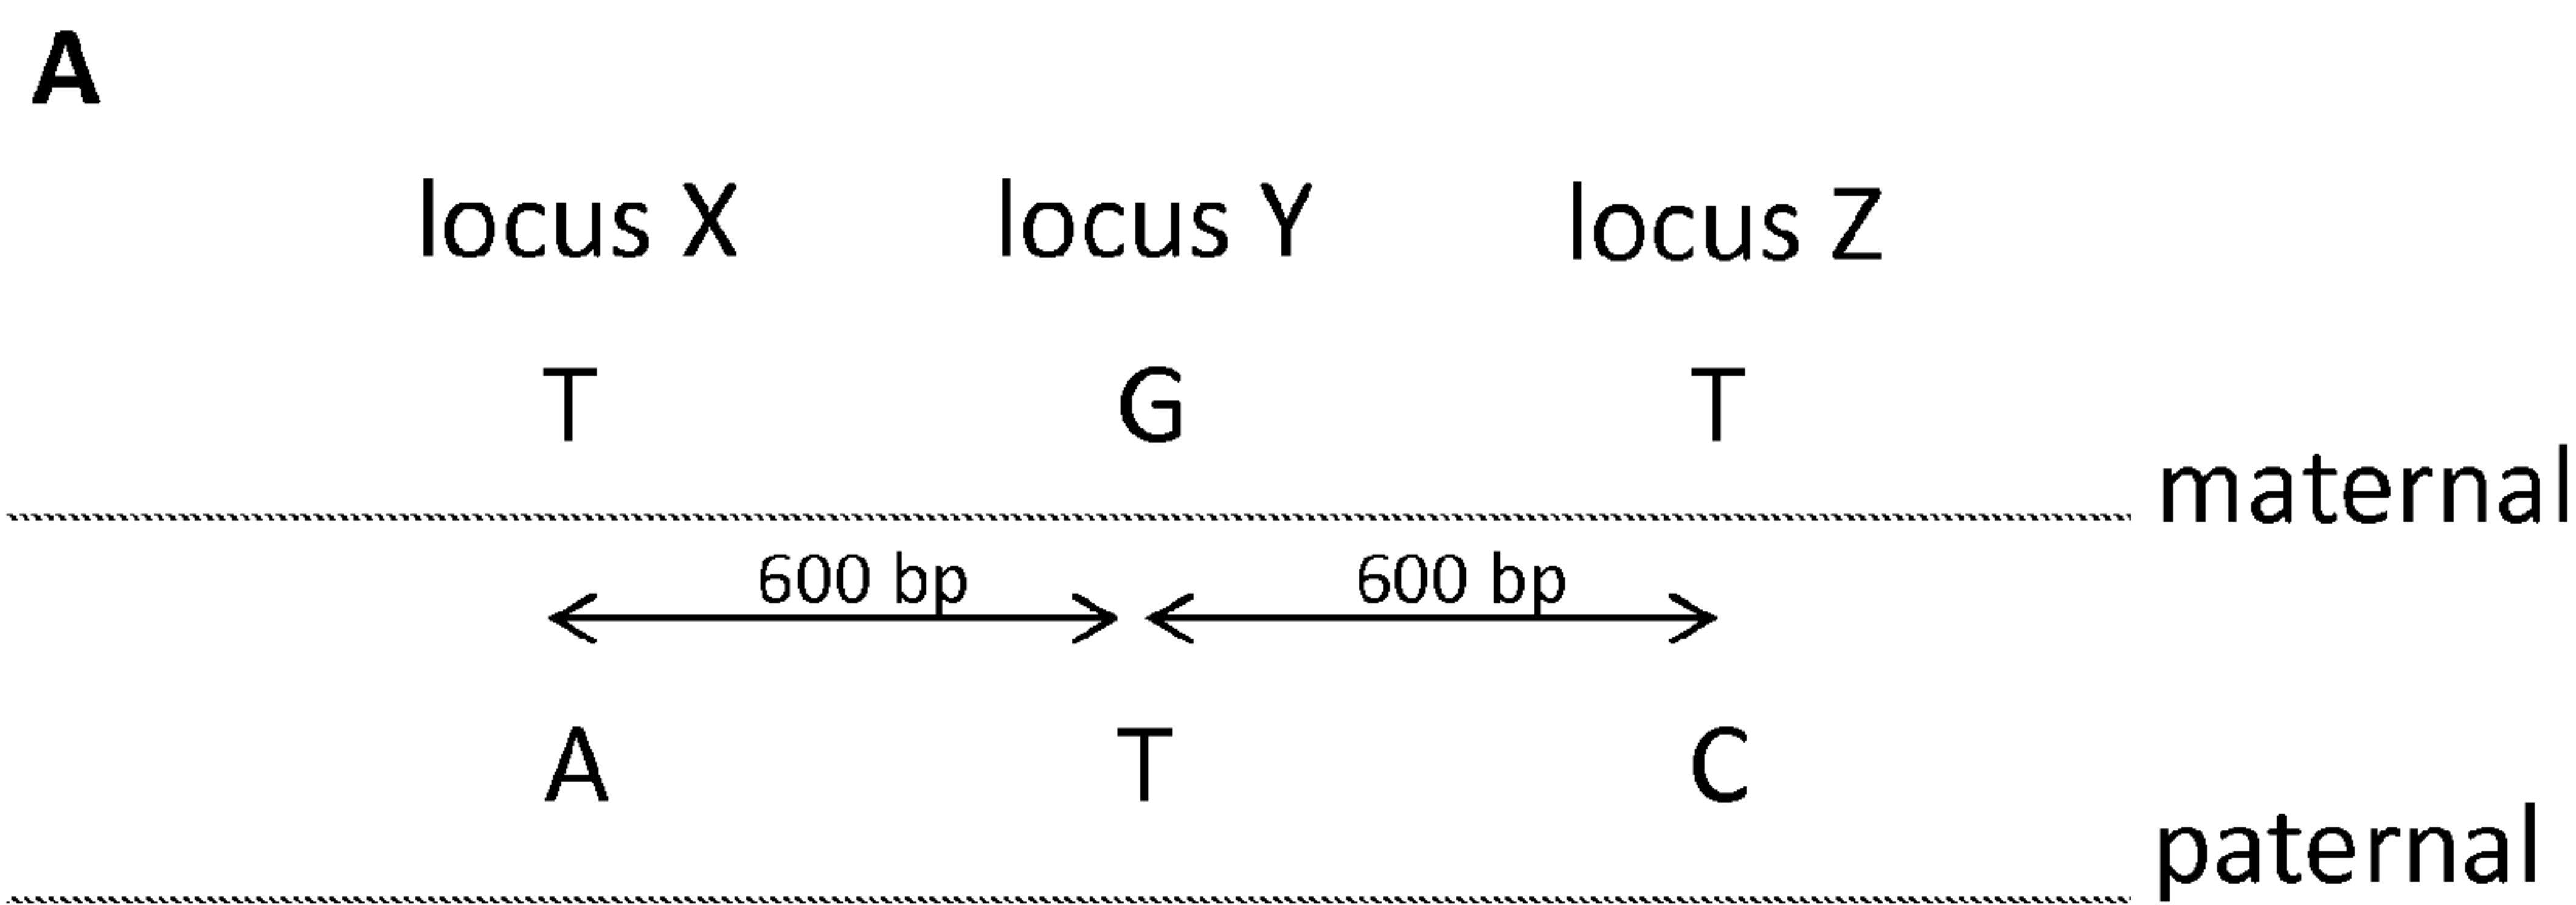 A
locus X locus Y locus Z
T G T
maternal
600 bp 600 bp
A T C
paternal